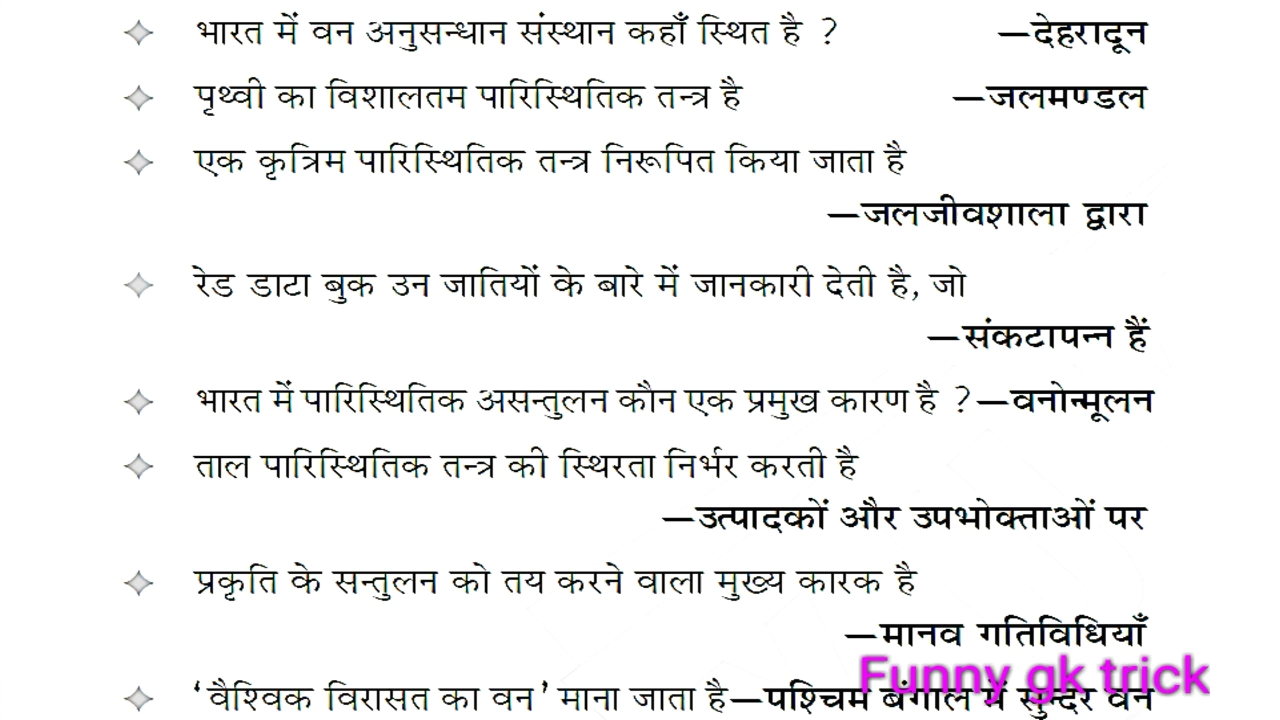 भारत में वन अनुसन्धान संस्थान कहाँ स्थित है ? —देहरादून
पृथ्वी का विशालतम पारिस्थितिक तन्त्र है —जलमण्डल
एक कृत्रिम पारिस्थितिक तन्त्र निरूपित किया जाता है
—जलजीवशाला द्वारा
रेड डाटा बुक उन जातियों के बारे में जानकारी देती है, जो
—संकटापन्न हैं
भारत में पारिस्थितिक असन्तुलन कौन एक प्रमुख कारण है ?—वनोन्मूलन
ताल पारिस्थितिक तन्त्र की स्थिरता निर्भर करती है
—उत्पादकों और उपभोक्ताओं पर
प्रकृति के सन्तुलन को तय करने वाला मुख्य कारक है
—मानव गतिविधियाँ
Funny gk trick
‘वैश्विक विरासत का वन’ माना जाता है—पश्चिम बंगाल में सुन्दर वन